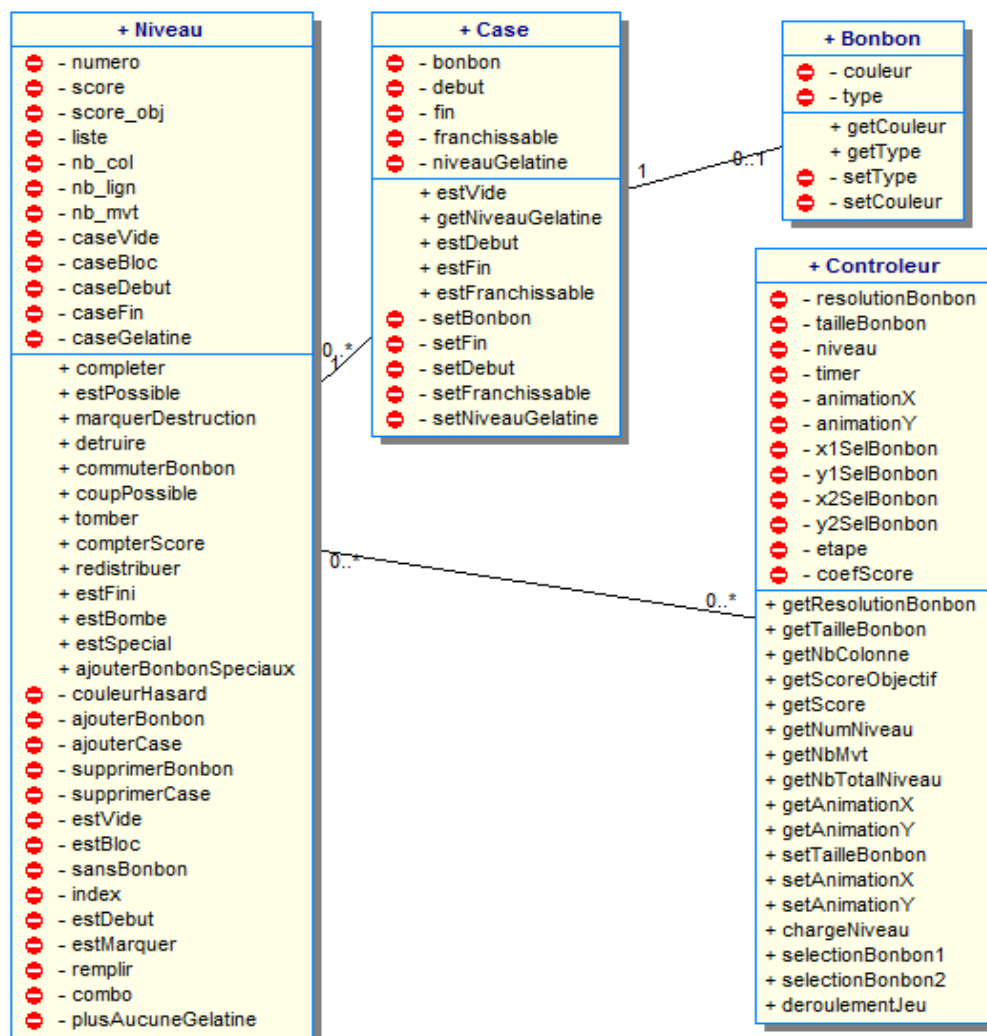 + Niveau
- numero
- score
- score_obj
- liste
- nb_col
- nb_lign
- nb_mvt
- caseVide
- caseBloc
- caseDebut
- caseFin
- caseGelatine
+ completer
+ estPossible
+ marquerDestruction
+ detruire
+ commuterBonbon
+ coupPossible
+ tomber
+ compterScore
+ redistribuer
+ estFini
+ estBombe
+ estSpecial
+ ajouterBonbonSpeciaux
- couleurHasard
- ajouterBonbon
- ajouterCase
- supprimerBonbon
- supprimerCase
- estVide
- estBloc
- sansBonbon
- index
- estDebut
- estMarquer
- remplir
- combo
- plusAucuneGelatine
0..*
1
+ Case
- bonbon
- debut
- fin
- franchissable
- niveauGelatine
+ estVide
+ getNiveauGelatine
+ estDebut
+ estFin
+ estFranchissable
- setBonbon
- setFin
- setDebut
- setFranchissable
- setNiveauGelatine
1
0..1
+ Bonbon
- couleur
- type
+ getCouleur
+ getType
- setType
- setCouleur
0..*
0..*
+ Controleur
- resolutionBonbon
- tailleBonbon
- niveau
- timer
- animationX
- animationY
- x1SelBonbon
- y1SelBonbon
- x2SelBonbon
- y2SelBonbon
- etape
- coefScore
+ getResolutionBonbon
+ getTailleBonbon
+ getNbColonne
+ getScoreObjectif
+ getScore
+ getNumNiveau
+ getNbMvt
+ getNbTotalNiveau
+ getAnimationX
+ getAnimationY
+ setTailleBonbon
+ setAnimationX
+ setAnimationY
+ chargeNiveau
+ selectionBonbon1
+ selectionBonbon2
+ deroulementJeu